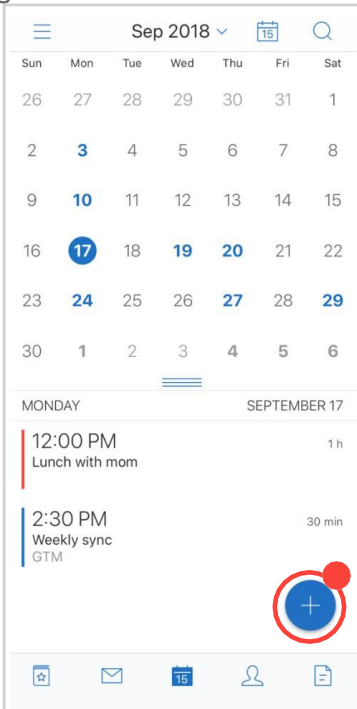 Sep 2018 15
Sun Mon Tue Wed Thu Fri Sat
26 27 28 29 30 31 1
2 3 4 5 6 7 8
9 10 11 12 13 14 15
16 17 18 19 20 21 22
23 24 25 26 27 28 29
30 1 2 3 4 5 6
MONDAY SEPTEMBER 17
12:00 PM 1 h
Lunch with mom
2:30 PM 30 min
Weekly sync
GTM
+
15